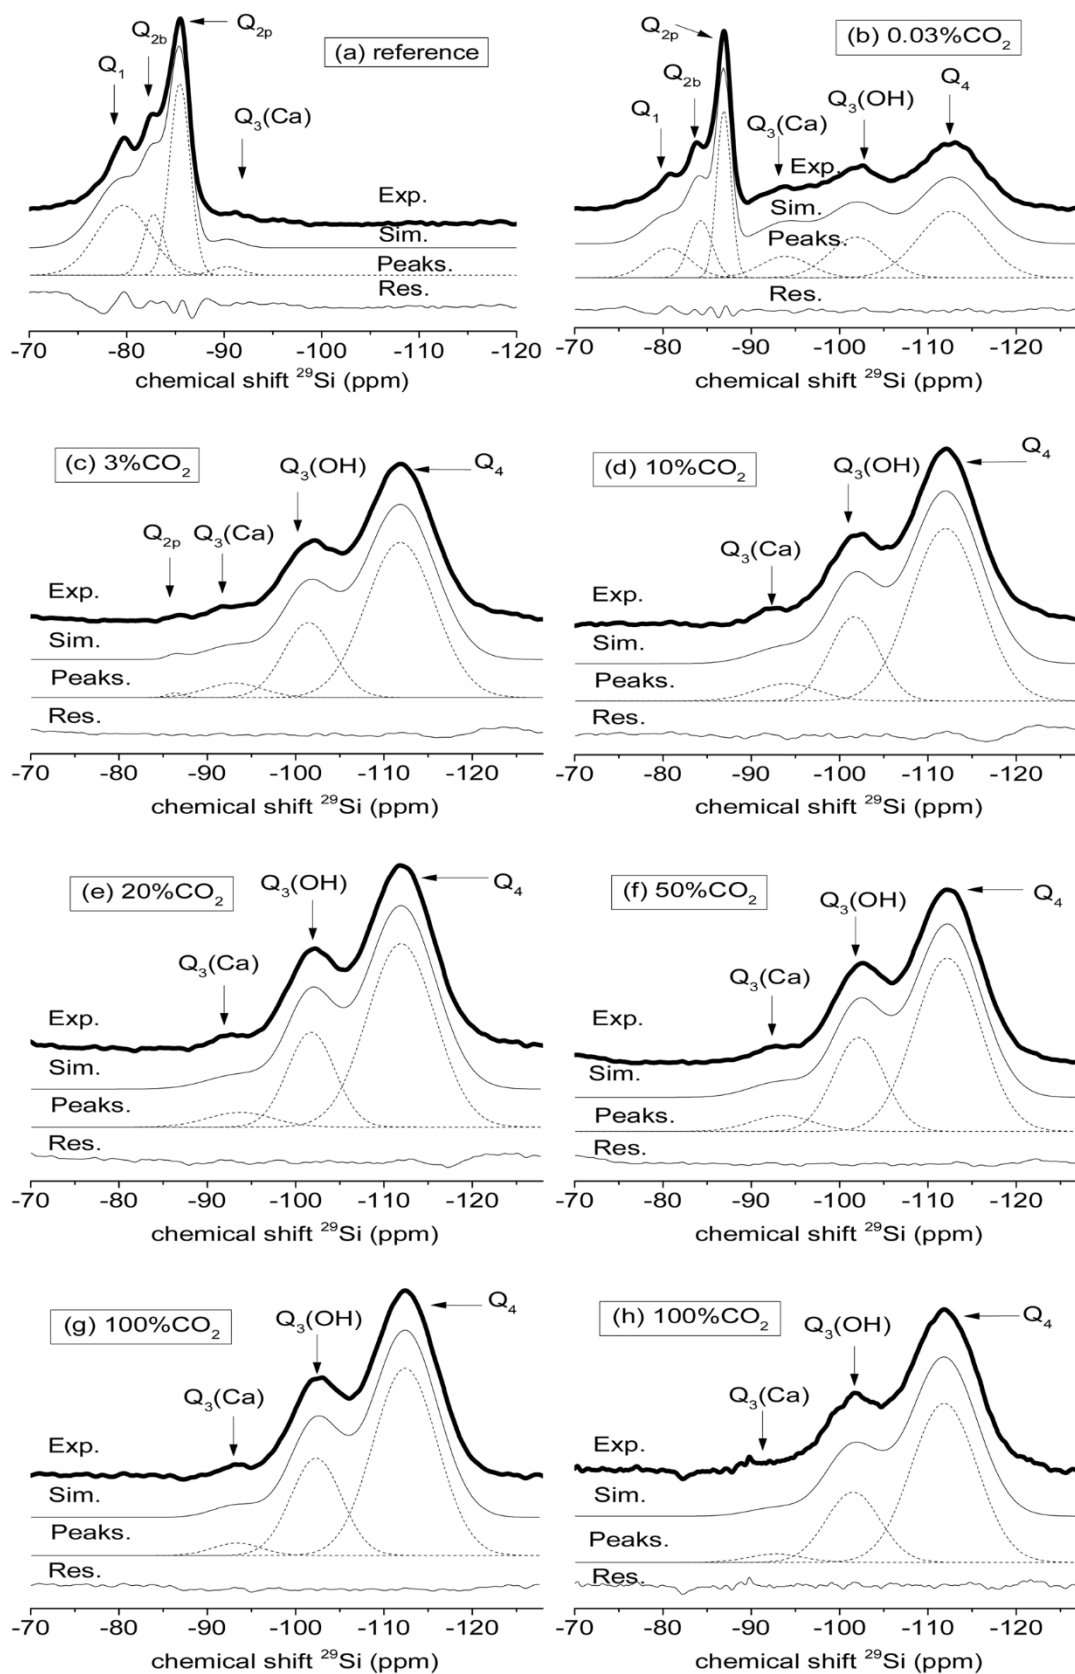 (a) reference
Q2p
Q2b
Q1
Q3(Ca)
Exp.
Sim.
Peaks.
Res.
-70 -80 -90 -100 -110 -120
chemical shift 29Si (ppm)
(b) 0.03%CO2
Q2p
Q2b
Q1
Q3(Ca)
Q3(OH)
Q4
Exp.
Sim.
Peaks.
Res.
-70 -80 -90 -100 -110 -120
chemical shift 29Si (ppm)
(c) 3%CO2
Q3(OH)
Q4
Q2p
Q3(Ca)
Exp.
Sim.
Peaks.
Res.
-70 -80 -90 -100 -110 -120
chemical shift 29Si (ppm)
(d) 10%CO2
Q3(OH)
Q4
Q3(Ca)
Exp.
Sim.
Peaks.
Res.
-70 -80 -90 -100 -110 -120
chemical shift 29Si (ppm)
(e) 20%CO2
Q3(OH)
Q4
Q3(Ca)
Exp.
Sim.
Peaks.
Res.
-70 -80 -90 -100 -110 -120
chemical shift 29Si (ppm)
(f) 50%CO2
Q3(OH)
Q4
Q3(Ca)
Exp.
Sim.
Peaks.
Res.
-70 -80 -90 -100 -110 -120
chemical shift 29Si (ppm)
(g) 100%CO2
Q3(OH)
Q4
Q3(Ca)
Exp.
Sim.
Peaks.
Res.
-70 -80 -90 -100 -110 -120
chemical shift 29Si (ppm)
(h) 100%CO2
Q3(OH)
Q4
Q3(Ca)
Exp.
Sim.
Peaks.
Res.
-70 -80 -90 -100 -110 -120
chemical shift 29Si (ppm)